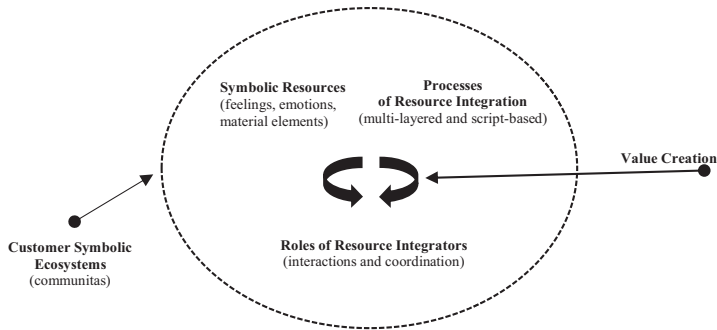 Symbolic Resources
(feelings, emotions,
material elements)
Processes
of Resource Integration
(multi-layered and script-based)
Value Creation
Roles of Resource Integrators
(interactions and coordination)
Customer Symbolic
Ecosystems
(communitas)